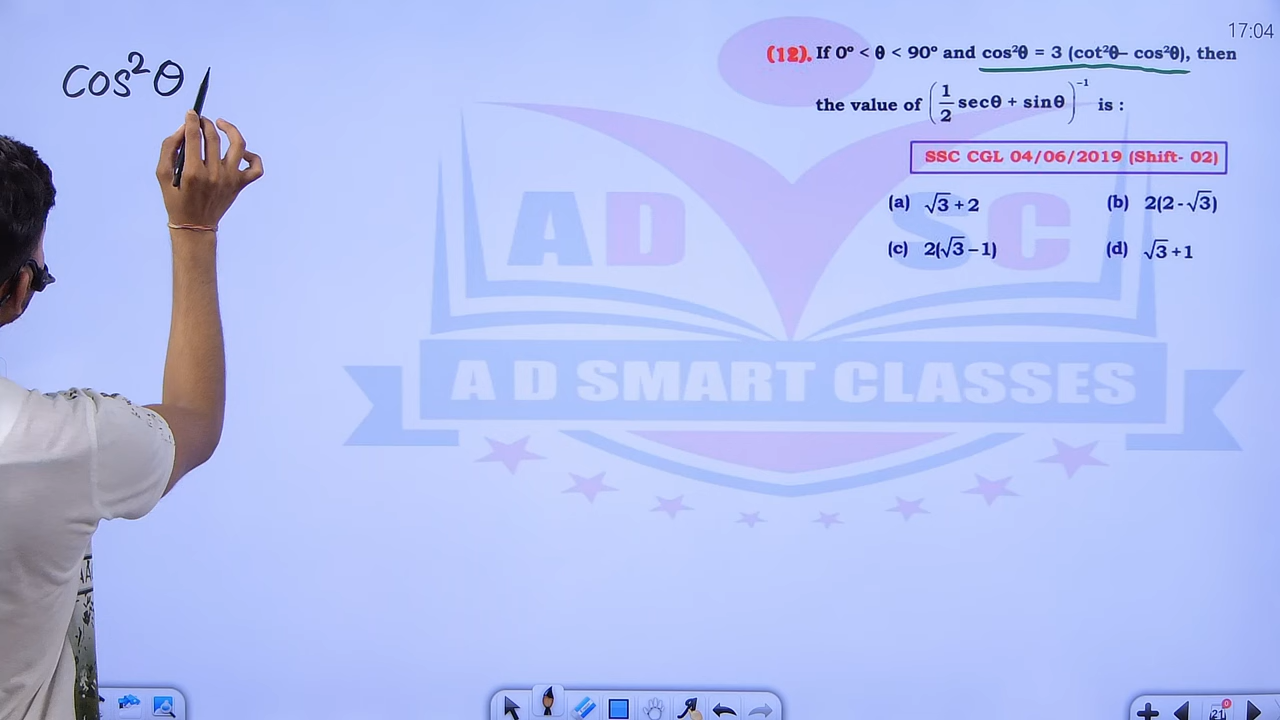 17:04
cos²θ
(12). If 0° < θ < 90° and cos²θ = 3 (cot²θ– cos²θ), then
the value of (1/2 secθ + sinθ)⁻¹ is :
SSC CGL 04/06/2019 (Shift- 02)
(a) √3 + 2 (b) 2(2 - √3)
(c) 2(√3 – 1) (d) √3 + 1
AD SC
A D SMART CLASSES
21